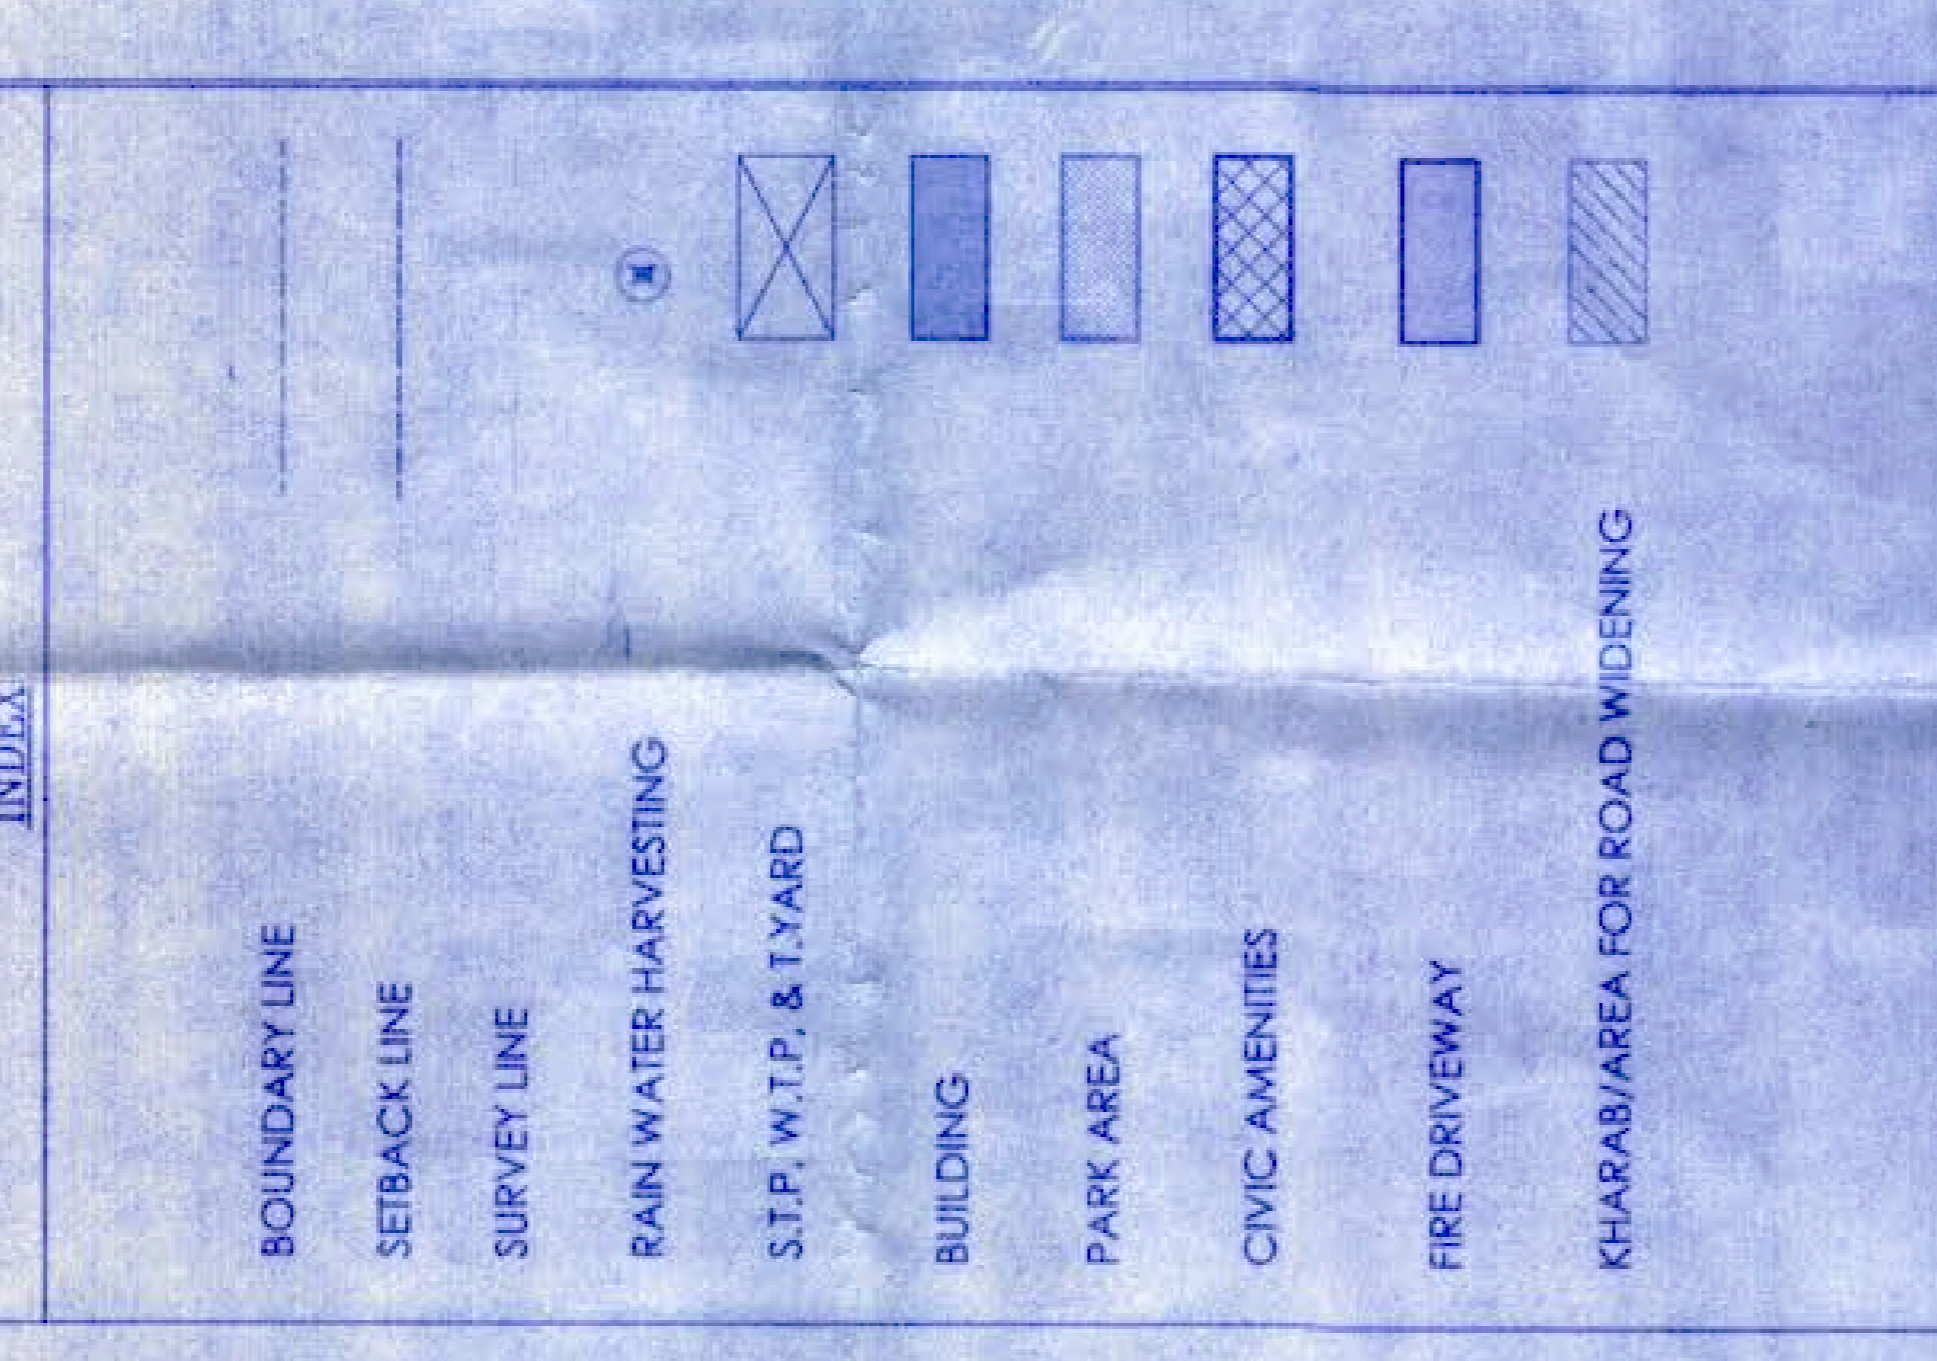 INDEX
BOUNDARY LINE
SETBACK LINE
SURVEY LINE
RAIN WATER HARVESTING
S.T.P, W.T.P, & T.YARD
BUILDING
PARK AREA
CIVIC AMENITIES
FIRE DRIVEWAY
KHARAB/AREA FOR ROAD WIDENING